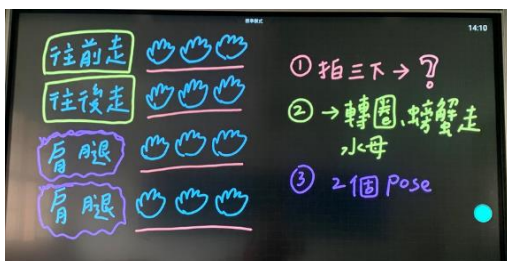 14:10
往前走
往後走
肩腿
肩腿
① 拍三下→?
② →轉圈、螃蟹走
水母
③ 2個pose